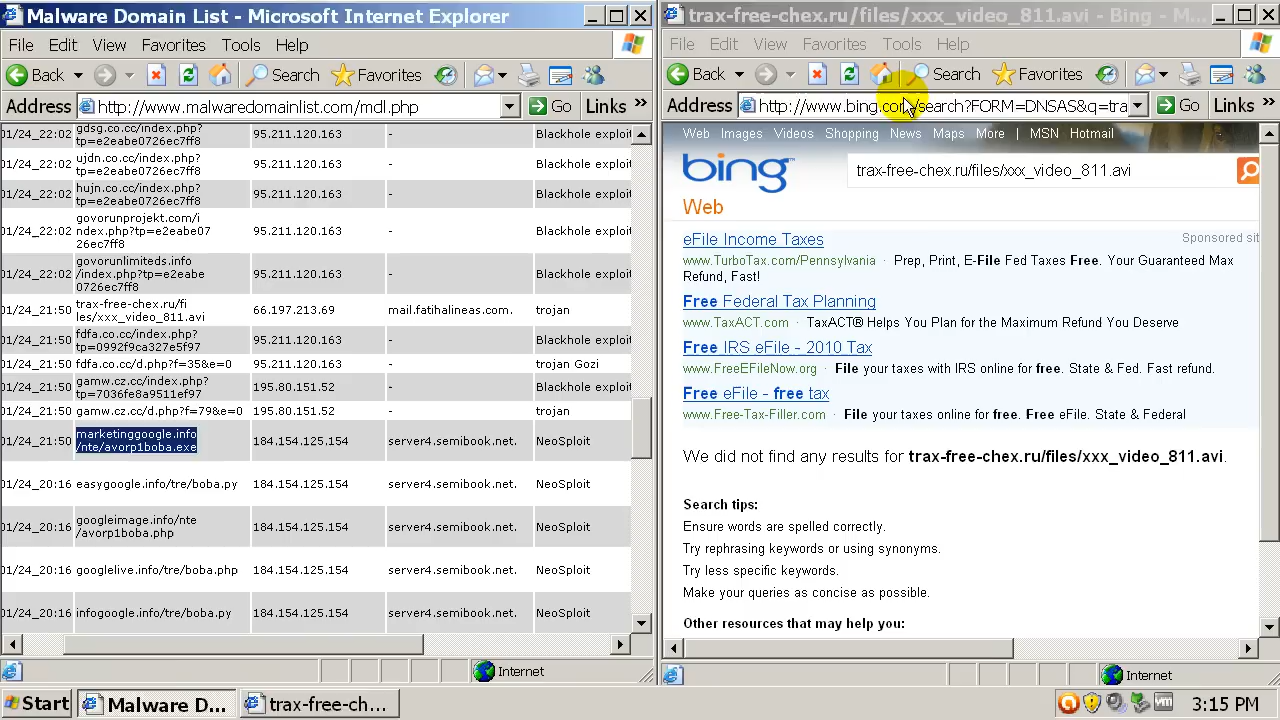 Malware Domain List - Microsoft Internet Explorer
File Edit View Favorites Tools Help
Back Search Favorites
Address http://www.malwaredomainlist.com/mdl.php Go Links »
01/24_22:02 gdsg.co.cc/index.php? 95.211.120.163 - Blackhole exploi
tp=e2eabe0726ec7ff8
01/24_22:02 ujdn.co.cc/index.php? 95.211.120.163 - Blackhole exploi
tp=e2eabe0726ec7ff8
01/24_22:02 hujn.co.cc/index.php? 95.211.120.163 - Blackhole exploi
tp=e2eabe0726ec7ff8
01/24_22:02 govorunprojekt.com/i 95.211.120.163 - Blackhole exploi
ndex.php?tp=e2eabe07
26ec7ff8
01/24_22:02 govorunlimiteds.info 95.211.120.163 - Blackhole exploi
/index.php?tp=e2eabe
0726ec7ff8
01/24_21:50 trax-free-chex.ru/fi 66.197.213.69 mail.fatihalineas.com. trojan
les/xxx_video_811.avi
01/24_21:50 fdfa.co.cc/index.php? 95.211.120.163 - Blackhole exploi
tp=0992f9ca327e5f97
01/24_21:50 fdfa.co.cc/d.php?f=35&e=0 95.211.120.163 - trojan Gozi
01/24_21:50 gamw.cz.cc/index.php? 195.80.151.52 - Blackhole exploi
tp=7036fe8a9511ef97
01/24_21:50 gamw.cz.cc/d.php?f=79&e=0 195.80.151.52 - trojan
01/24_21:50 marketinggoogle.info 184.154.125.154 server4.semibook.net. NeoSploit
/nte/avorp1boba.exe
01/24_20:16 easygoogle.info/tre/boba.py 184.154.125.154 server4.semibook.net. NeoSploit
01/24_20:16 googleimage.info/nte 184.154.125.154 server4.semibook.net. NeoSploit
/avorp1boba.php
01/24_20:16 googlelive.info/tre/boba.php 184.154.125.154 server4.semibook.net. NeoSploit
01/24_20:16 infogoogle.info/tre/boba.py 184.154.125.154 server4.semibook.net. NeoSploit
Internet
trax-free-chex.ru/files/xxx_video_811.avi - Bing - M...
File Edit View Favorites Tools Help
Back Search Favorites
Address http://www.bing.com/search?FORM=DNSAS&q=tra Go Links »
Web Images Videos Shopping News Maps More | MSN Hotmail
bing trax-free-chex.ru/files/xxx_video_811.avi
Web
eFile Income Taxes Sponsored sit
www.TurboTax.com/Pennsylvania · Prep, Print, E-File Fed Taxes Free. Your Guaranteed Max
Refund, Fast!
Free Federal Tax Planning
www.TaxACT.com · TaxACT® Helps You Plan for the Maximum Refund You Deserve
Free IRS eFile - 2010 Tax
www.FreeEFileNow.org · File your taxes with IRS online for free. State & Fed. Fast refund.
Free eFile - free tax
www.Free-Tax-Filler.com · File your taxes online for free. Free eFile. State & Federal
We did not find any results for trax-free-chex.ru/files/xxx_video_811.avi.
Search tips:
Ensure words are spelled correctly.
Try rephrasing keywords or using synonyms.
Try less specific keywords.
Make your queries as concise as possible.
Other resources that may help you:
Internet
Start Malware D... trax-free-ch... vm 3:15 PM